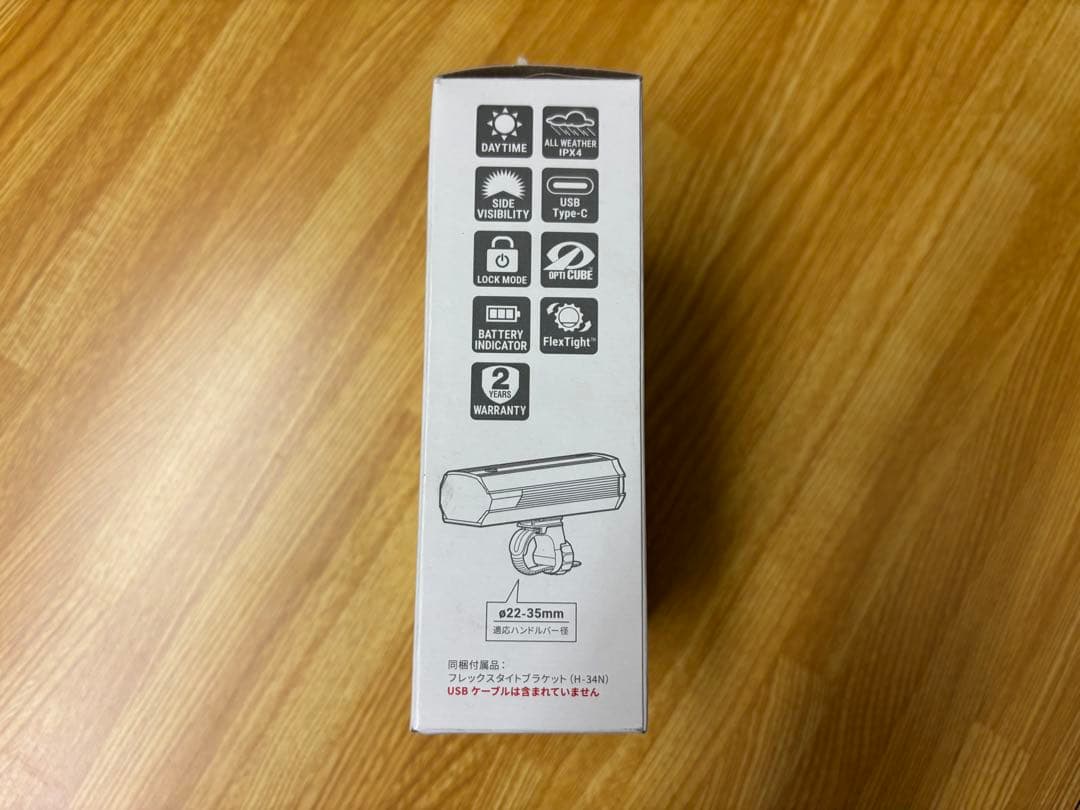 DAYTIME
ALL WEATHER
IPX4
SIDE
VISIBILITY
USB
Type-C
LOCK MODE
OPTI CUBE™
BATTERY
INDICATOR
FlexTight™
2
YEARS
WARRANTY
ø22-35mm
適応ハンドルバー径
同梱付属品：
フレックスタイトブラケット（H-34N）
USB ケーブルは含まれていません